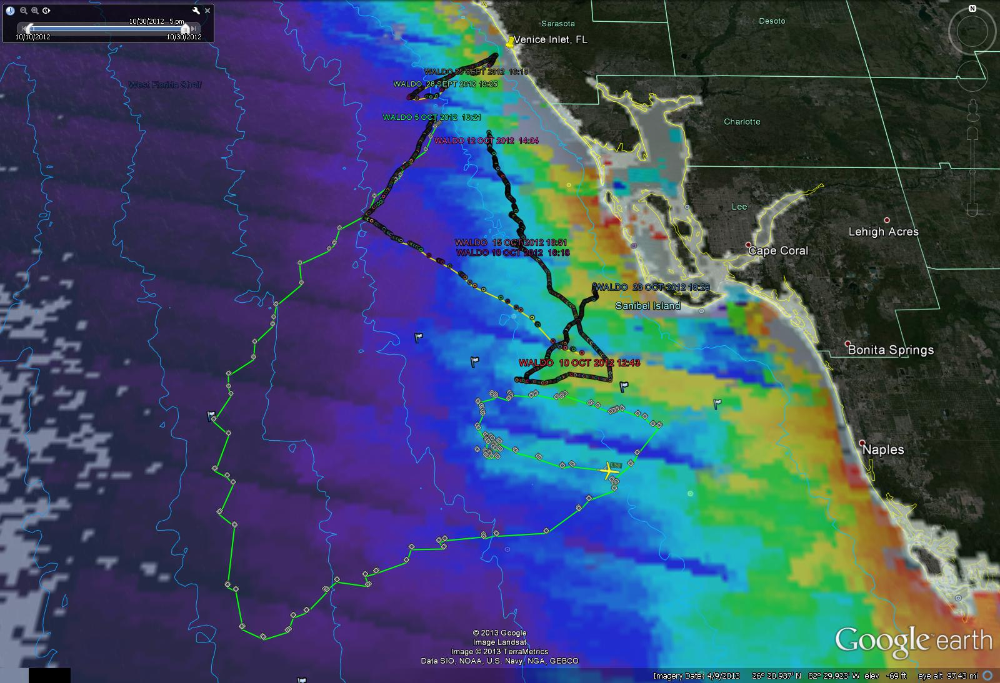 10/30/2012   5 pm
10/10/2012
10/30/2012
N
Sarasota
Desoto
Venice Inlet, FL
WALDO 25 SEPT 2012  16:10
West Florida Shelf
WALDO  28 SEPT 2012 13:25
WALDO 5 OCT 2012  16:21
Charlotte
WALDO 12 OCT 2012  14:04
Lee
Lehigh Acres
WALDO  15 OCT 2012 18:51
Cape Coral
WALDO 18 OCT 2012  16:18
WALDO  23 OCT 2012 18:29
Sanibel Island
Bonita Springs
WALDO  10 OCT 2012 12:43
Naples
USF
© 2013 Google
Image Landsat
Image © 2013 TerraMetrics
Data SIO, NOAA, U.S. Navy, NGA, GEBCO
Google earth
Imagery Date: 4/9/2013    26° 20.937' N   82° 29.923' W  elev   -69 ft    eye alt  97.43 mi